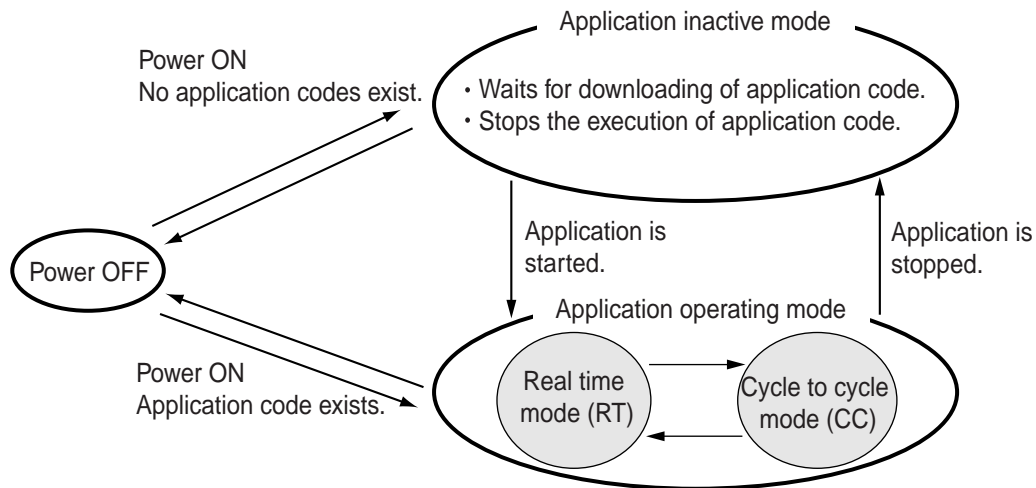 Application inactive mode
Power ON
No application codes exist.
・Waits for downloading of application code.
・Stops the execution of application code.
Power OFF
Application is
started.
Application is
stopped.
Application operating mode
Power ON
Application code exists.
Real time
mode (RT)
Cycle to cycle
mode (CC)